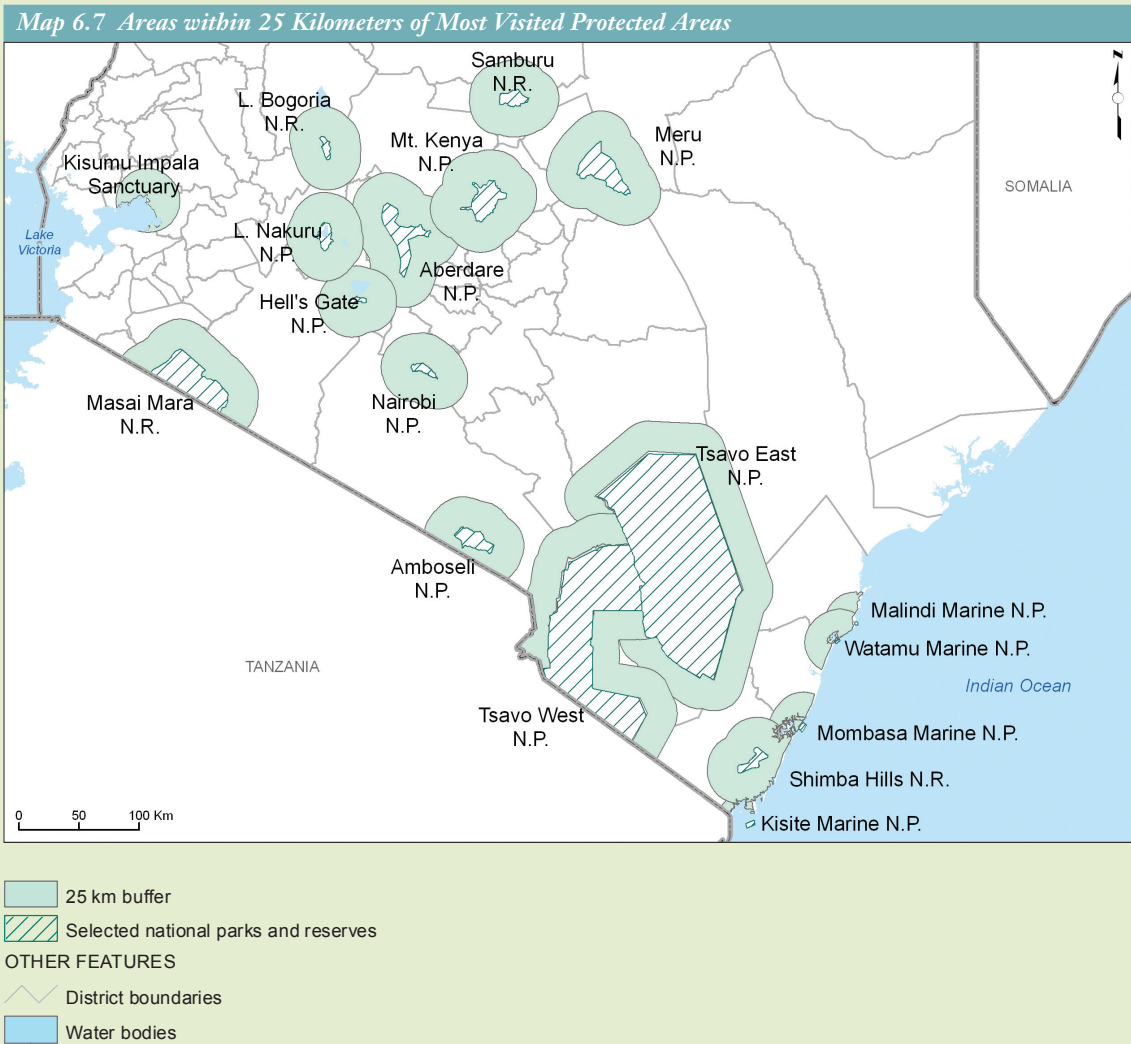 Map 6.7 Areas within 25 Kilometers of Most Visited Protected Areas
Samburu
N.R.
N
L. Bogoria
N.R.
Mt. Kenya
N.P.
Meru
N.P.
Kisumu Impala
Sanctuary
SOMALIA
Lake
Victoria
L. Nakuru
N.P.
Aberdare
N.P.
Hell's Gate
N.P.
Masai Mara
N.R.
Nairobi
N.P.
Tsavo East
N.P.
Amboseli
N.P.
Malindi Marine N.P.
Watamu Marine N.P.
TANZANIA
Indian Ocean
Tsavo West
N.P.
Mombasa Marine N.P.
Shimba Hills N.R.
Kisite Marine N.P.
0 50 100 Km
25 km buffer
Selected national parks and reserves
OTHER FEATURES
District boundaries
Water bodies